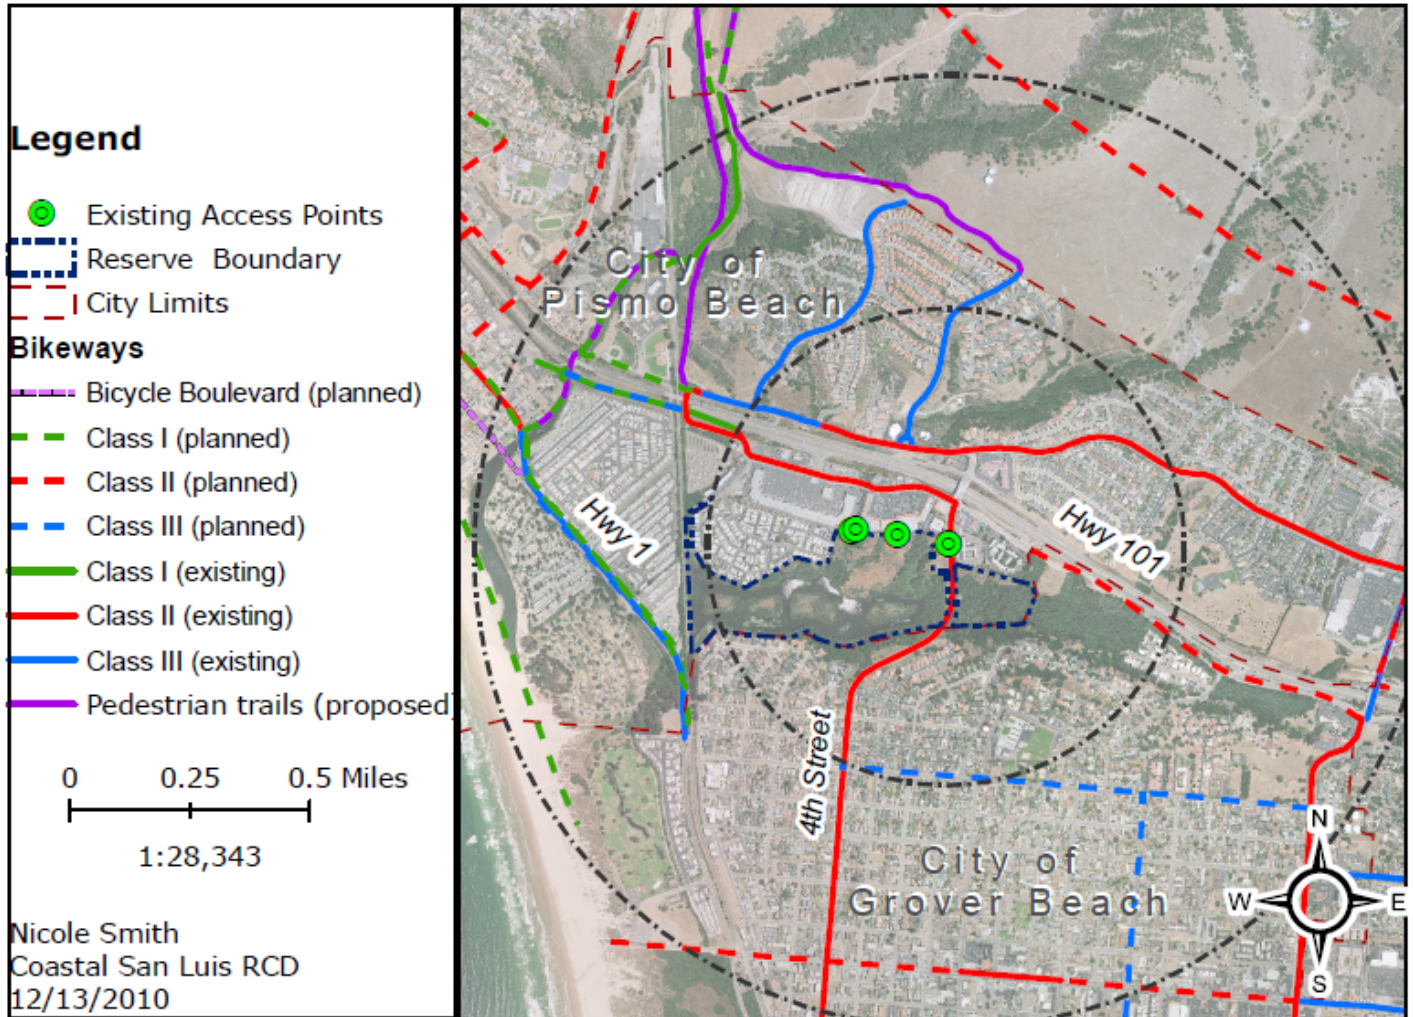 Legend
Existing Access Points
Reserve Boundary
City Limits
Bikeways
Bicycle Boulevard (planned)
Class I (planned)
Class II (planned)
Class III (planned)
Class I (existing)
Class II (existing)
Class III (existing)
Pedestrian trails (proposed)
0 0.25 0.5 Miles
1:28,343
Nicole Smith
Coastal San Luis RCD
12/13/2010
City of
Pismo Beach
Hwy 1
Hwy 101
4th Street
City of
Grover Beach
N
W E
S